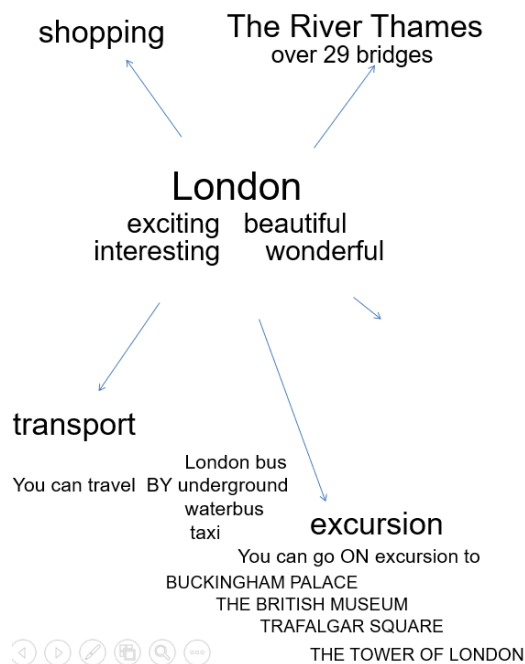 shopping
The River Thames
over 29 bridges
London
exciting beautiful
interesting wonderful
transport
London bus
You can travel BY underground
waterbus
taxi
excursion
You can go ON excursion to
BUCKINGHAM PALACE
THE BRITISH MUSEUM
TRAFALGAR SQUARE
THE TOWER OF LONDON